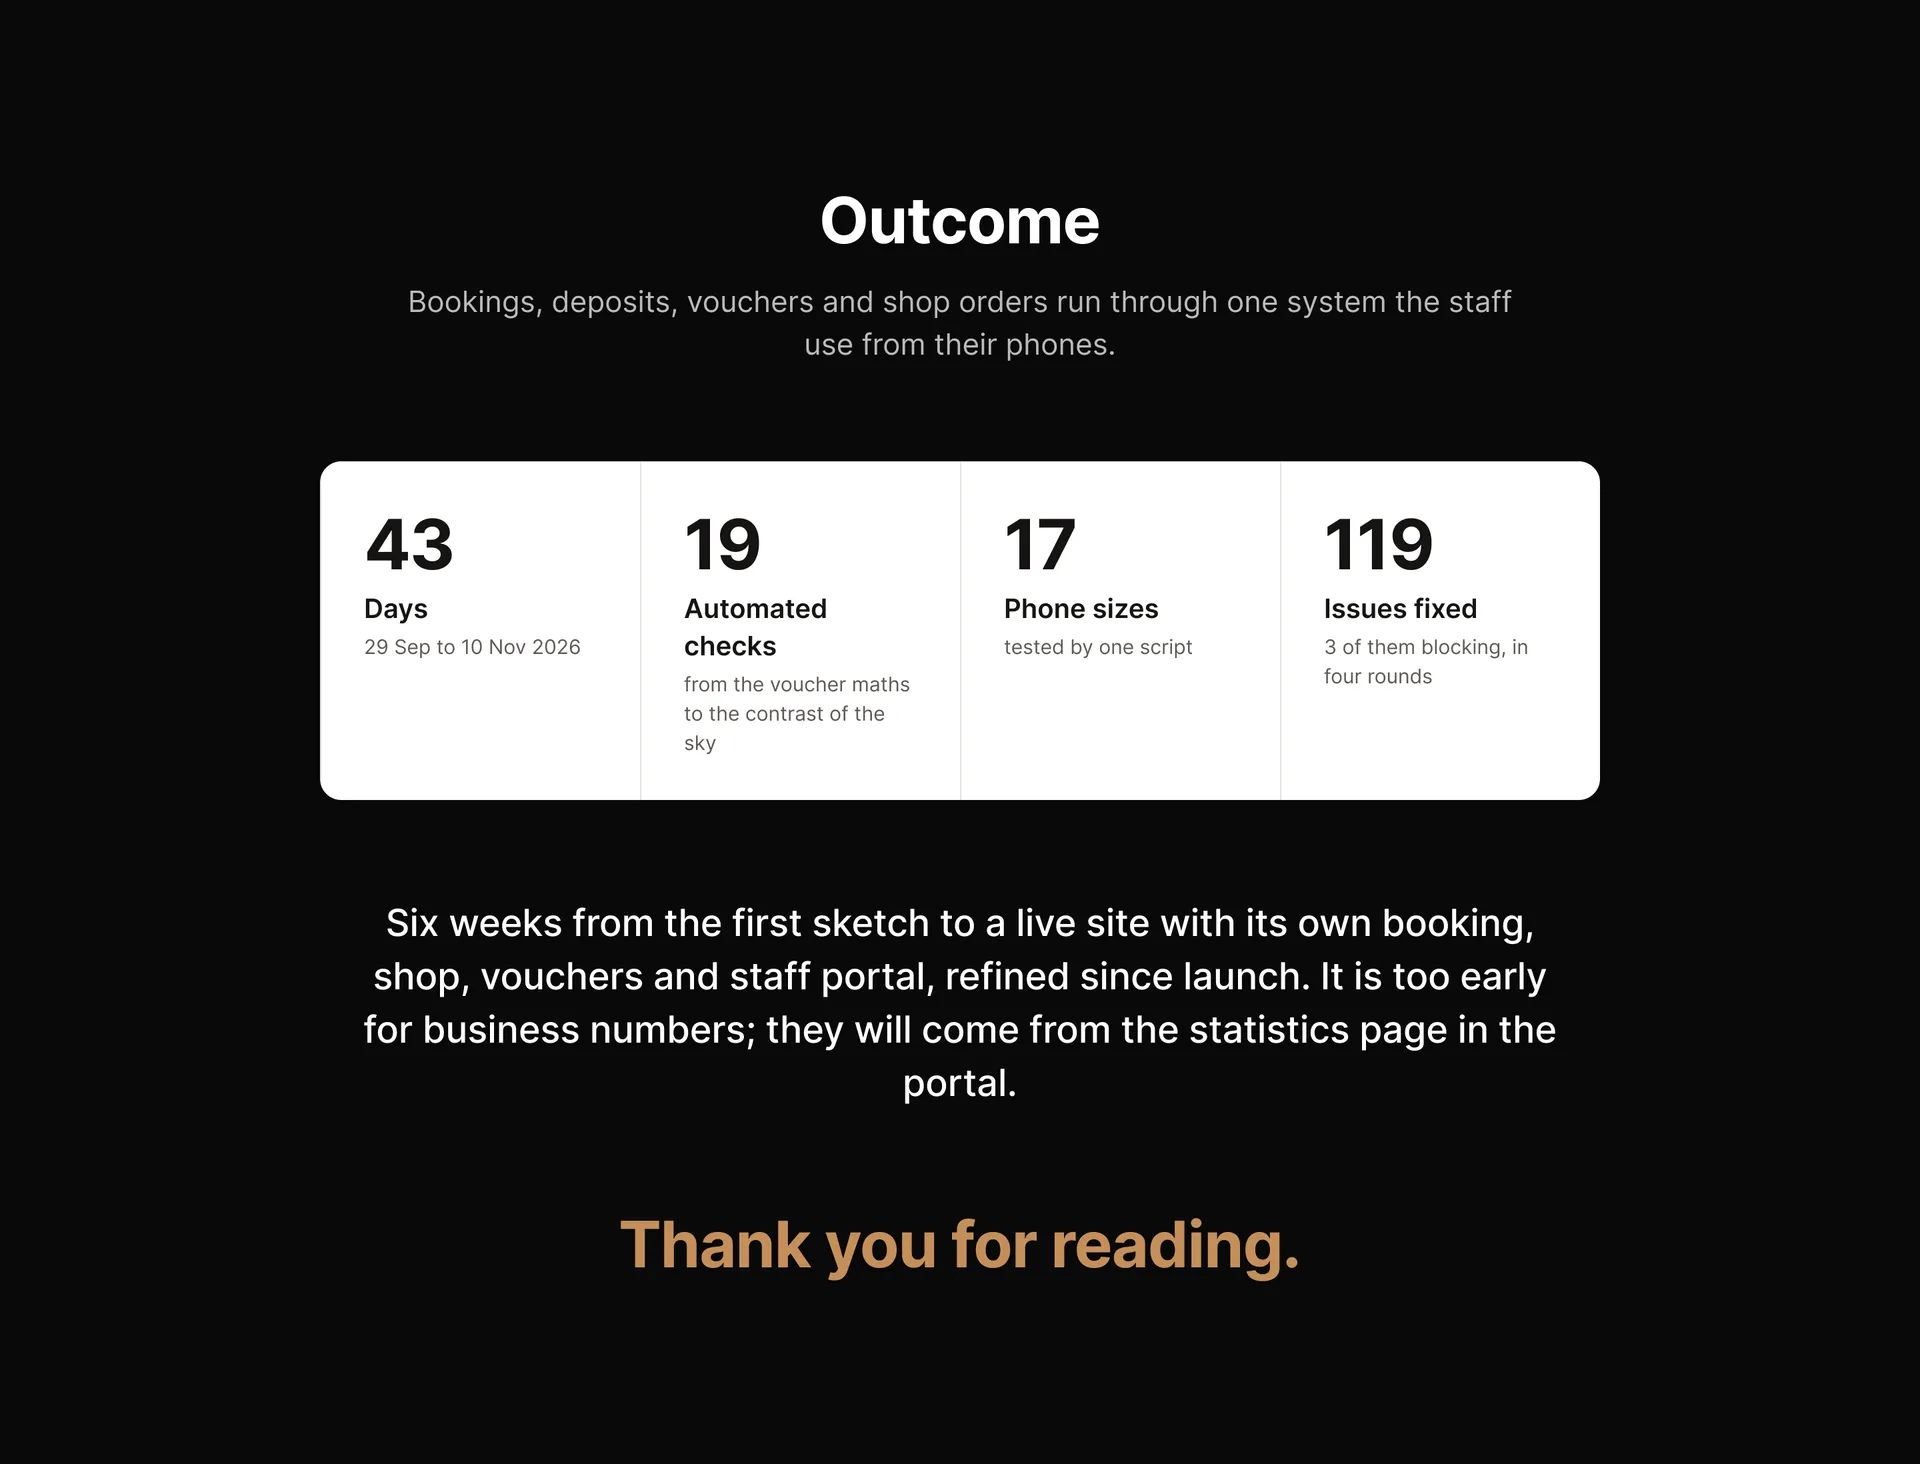 Outcome
Bookings, deposits, vouchers and shop orders run through one system the staff
use from their phones.
43
Days
29 Sep to 10 Nov 2026
19
Automated
checks
from the voucher maths
to the contrast of the
sky
17
Phone sizes
tested by one script
119
Issues fixed
3 of them blocking, in
four rounds
Six weeks from the first sketch to a live site with its own booking,
shop, vouchers and staff portal, refined since launch. It is too early
for business numbers; they will come from the statistics page in the
portal.
Thank you for reading.